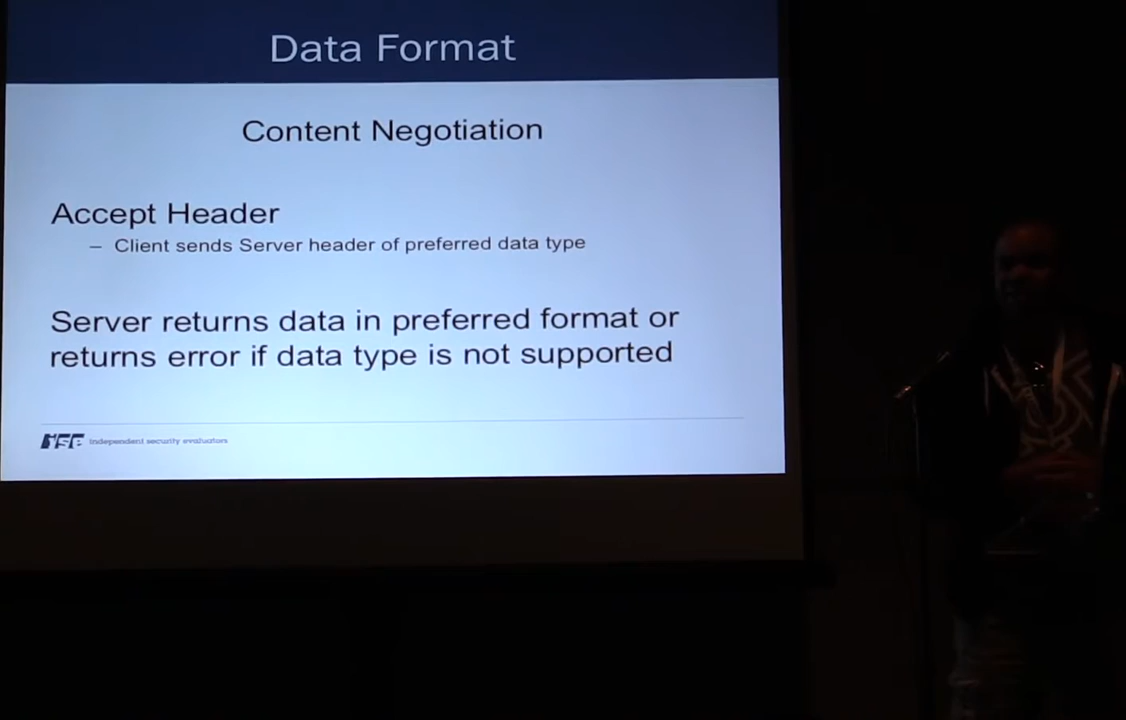 Data Format
Content Negotiation
Accept Header
– Client sends Server header of preferred data type
Server returns data in preferred format or
returns error if data type is not supported
ise independent security evaluators